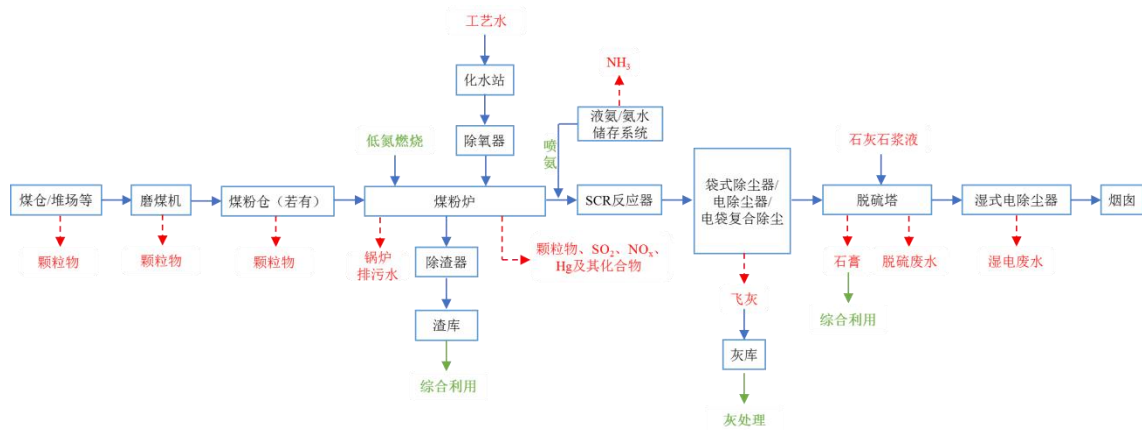 工艺水
NH₃
化水站
液氨/氨水
储存系统
低氮燃烧
除氧器
喷氨
石灰石浆液
煤仓/堆场等
磨煤机
煤粉仓（若有）
煤粉炉
SCR反应器
袋式除尘器/
电除尘器/
电袋复合除尘
脱硫塔
湿式电除尘器
烟囱
颗粒物
颗粒物
颗粒物
锅炉
排污水
除渣器
颗粒物、SO₂、NOₓ、
Hg及其化合物
飞灰
石膏
脱硫废水
湿电废水
渣库
综合利用
灰库
综合利用
灰处理